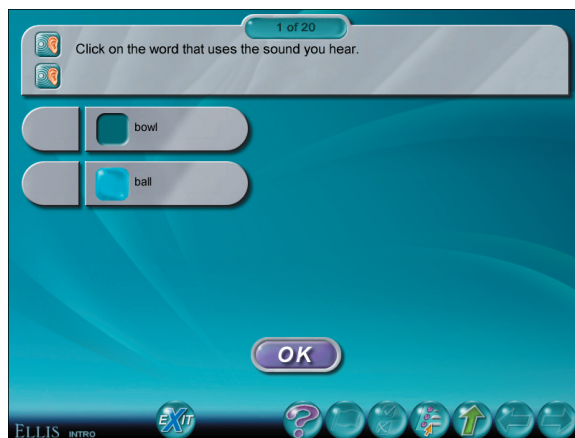 1 of 20
Click on the word that uses the sound you hear.
bowl
ball
OK
ELLIS INTRO
EXIT
?